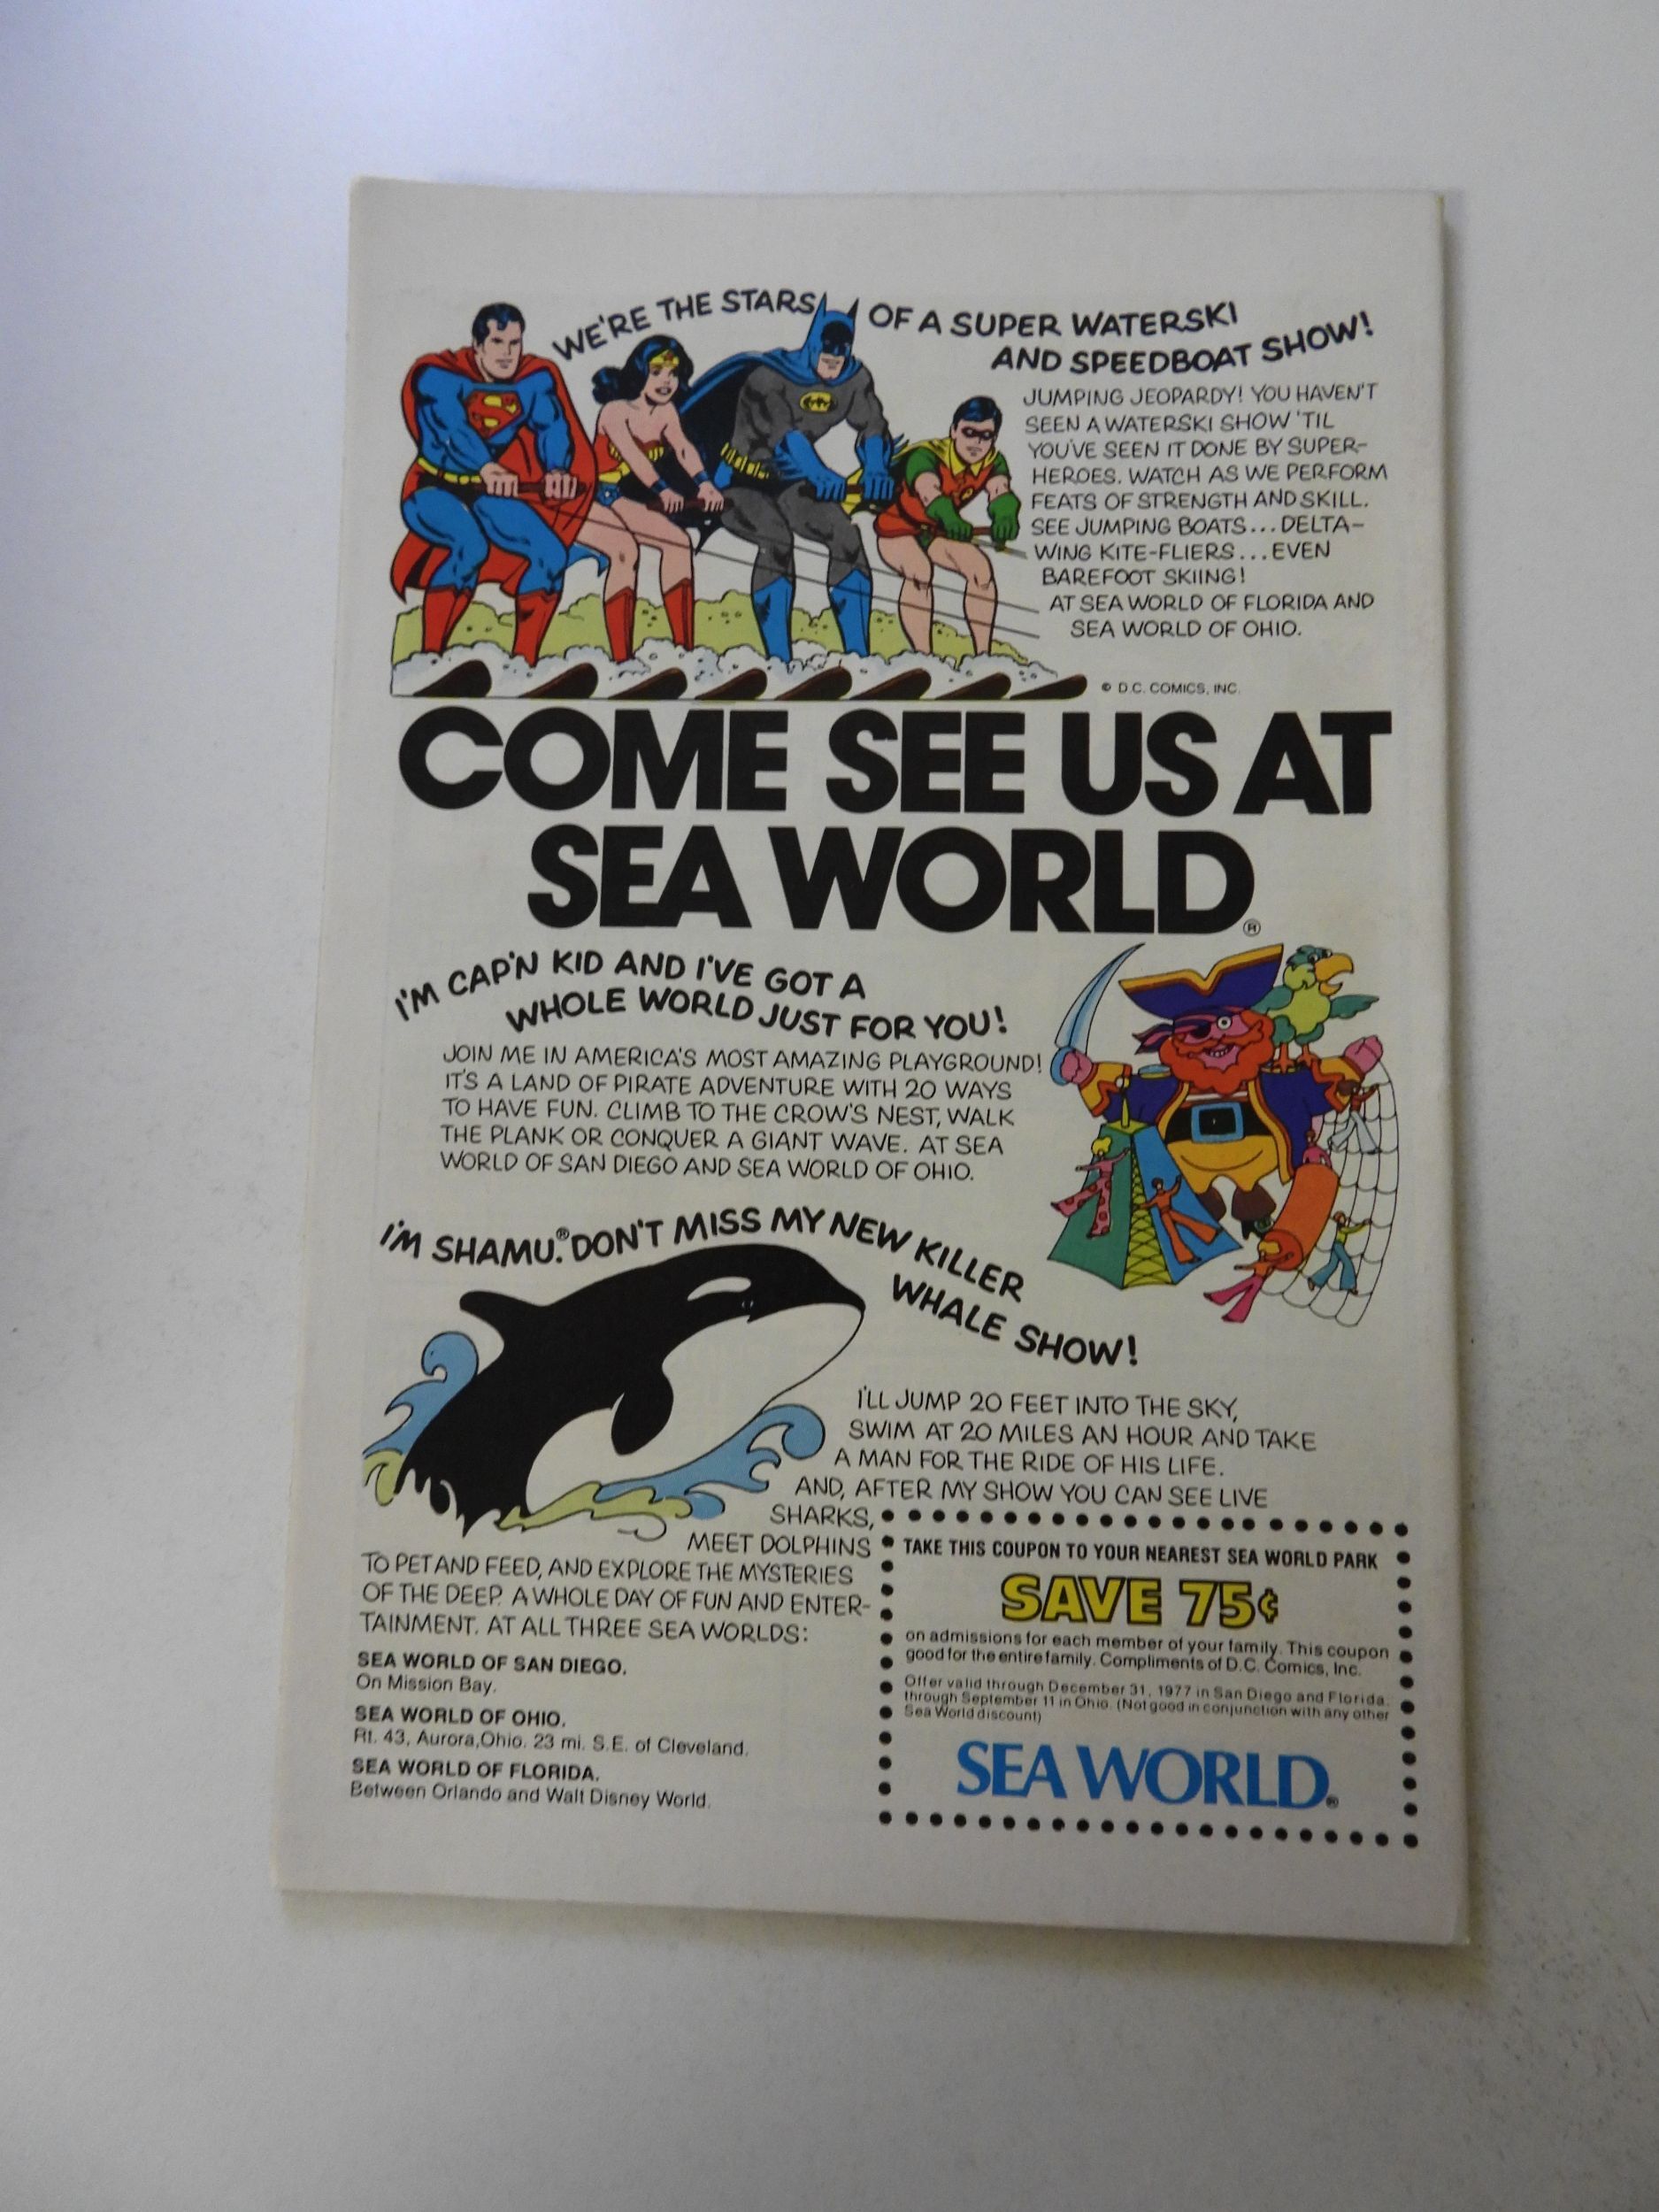 WE'RE THE STARS OF A SUPER WATERSKI
AND SPEEDBOAT SHOW!
JUMPING JEOPARDY! YOU HAVEN'T
SEEN A WATERSKI SHOW 'TIL
YOU'VE SEEN IT DONE BY SUPER-
HEROES. WATCH AS WE PERFORM
FEATS OF STRENGTH AND SKILL.
SEE JUMPING BOATS...DELTA-
WING KITE-FLIERS...EVEN
BAREFOOT SKIING!
AT SEA WORLD OF FLORIDA AND
SEA WORLD OF OHIO.
© D.C. COMICS, INC.
COME SEE US AT
SEA WORLD®
I'M CAP'N KID AND I'VE GOT A
WHOLE WORLD JUST FOR YOU!
JOIN ME IN AMERICA'S MOST AMAZING PLAYGROUND!
IT'S A LAND OF PIRATE ADVENTURE WITH 20 WAYS
TO HAVE FUN. CLIMB TO THE CROW'S NEST, WALK
THE PLANK OR CONQUER A GIANT WAVE. AT SEA
WORLD OF SAN DIEGO AND SEA WORLD OF OHIO.
I'M SHAMU.® DON'T MISS MY NEW KILLER
WHALE SHOW!
I'LL JUMP 20 FEET INTO THE SKY,
SWIM AT 20 MILES AN HOUR AND TAKE
A MAN FOR THE RIDE OF HIS LIFE.
AND, AFTER MY SHOW YOU CAN SEE LIVE
SHARKS,
MEET DOLPHINS
TO PET AND FEED, AND EXPLORE THE MYSTERIES
OF THE DEEP. A WHOLE DAY OF FUN AND ENTER-
TAINMENT. AT ALL THREE SEA WORLDS:
SEA WORLD OF SAN DIEGO.
On Mission Bay.
SEA WORLD OF OHIO.
Rt. 43, Aurora,Ohio. 23 mi. S.E. of Cleveland.
SEA WORLD OF FLORIDA.
Between Orlando and Walt Disney World.
TAKE THIS COUPON TO YOUR NEAREST SEA WORLD PARK
SAVE 75¢
on admissions for each member of your family. This coupon
good for the entire family. Compliments of D.C. Comics, Inc.
Offer valid through December 31, 1977 in San Diego and Florida,
through September 11 in Ohio. (Not good in conjunction with any other
Sea World discount)
SEA WORLD®